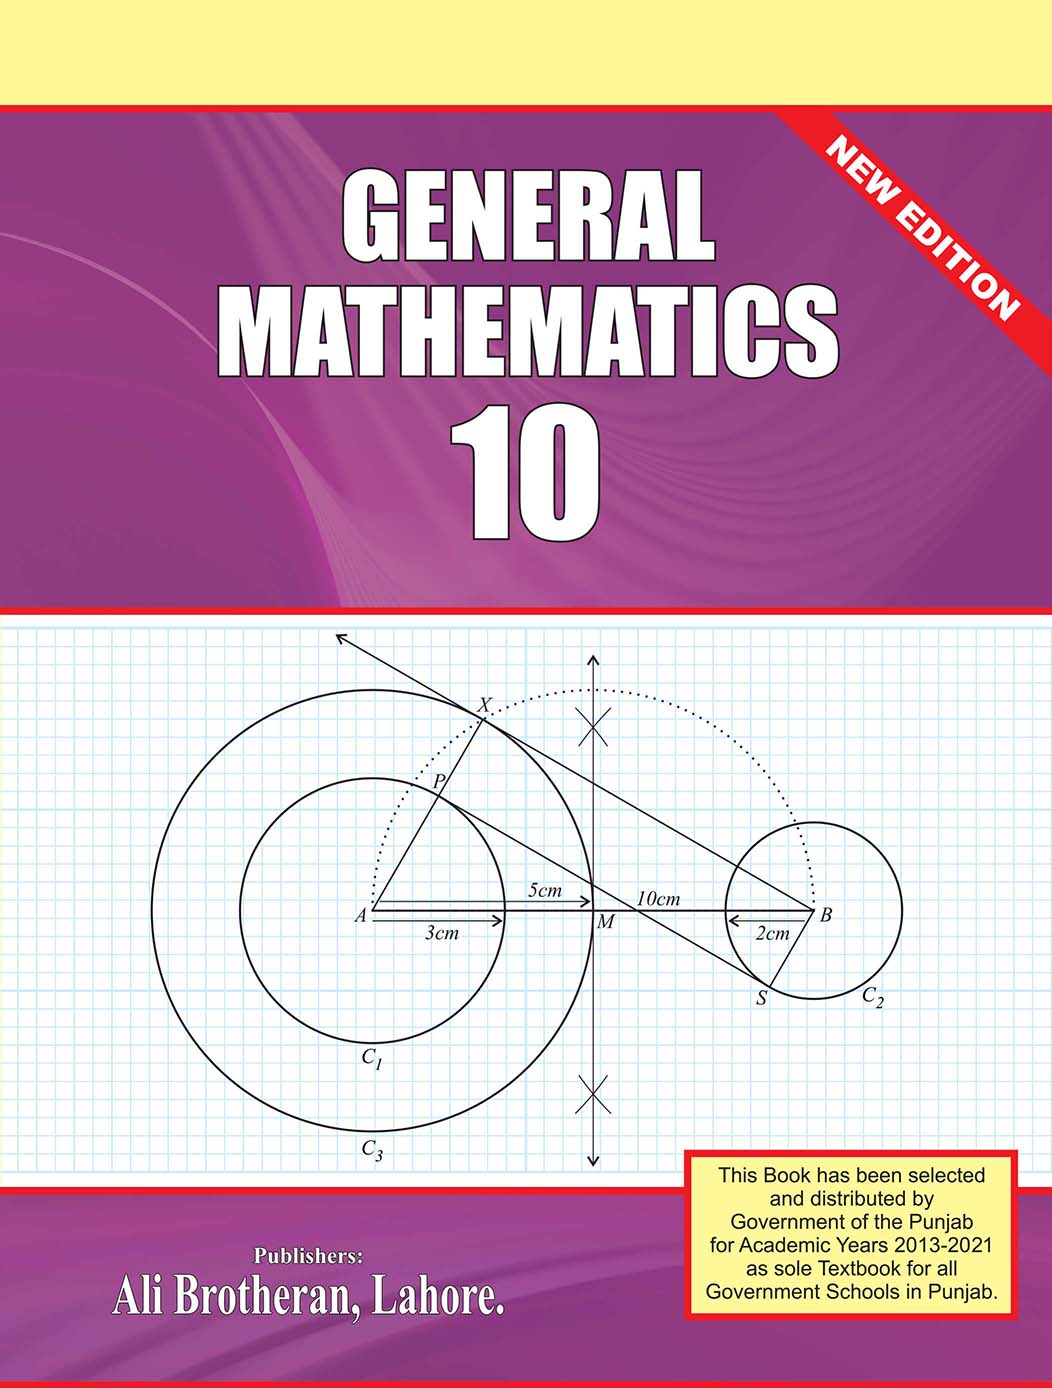 NEW EDITION
GENERAL
MATHEMATICS
10
X
P
5cm
10cm
A
M
B
3cm
2cm
S
C2
C1
C3
This Book has been selected
and distributed by
Government of the Punjab
for Academic Years 2013-2021
as sole Textbook for all
Government Schools in Punjab.
Publishers:
Ali Brotheran, Lahore.